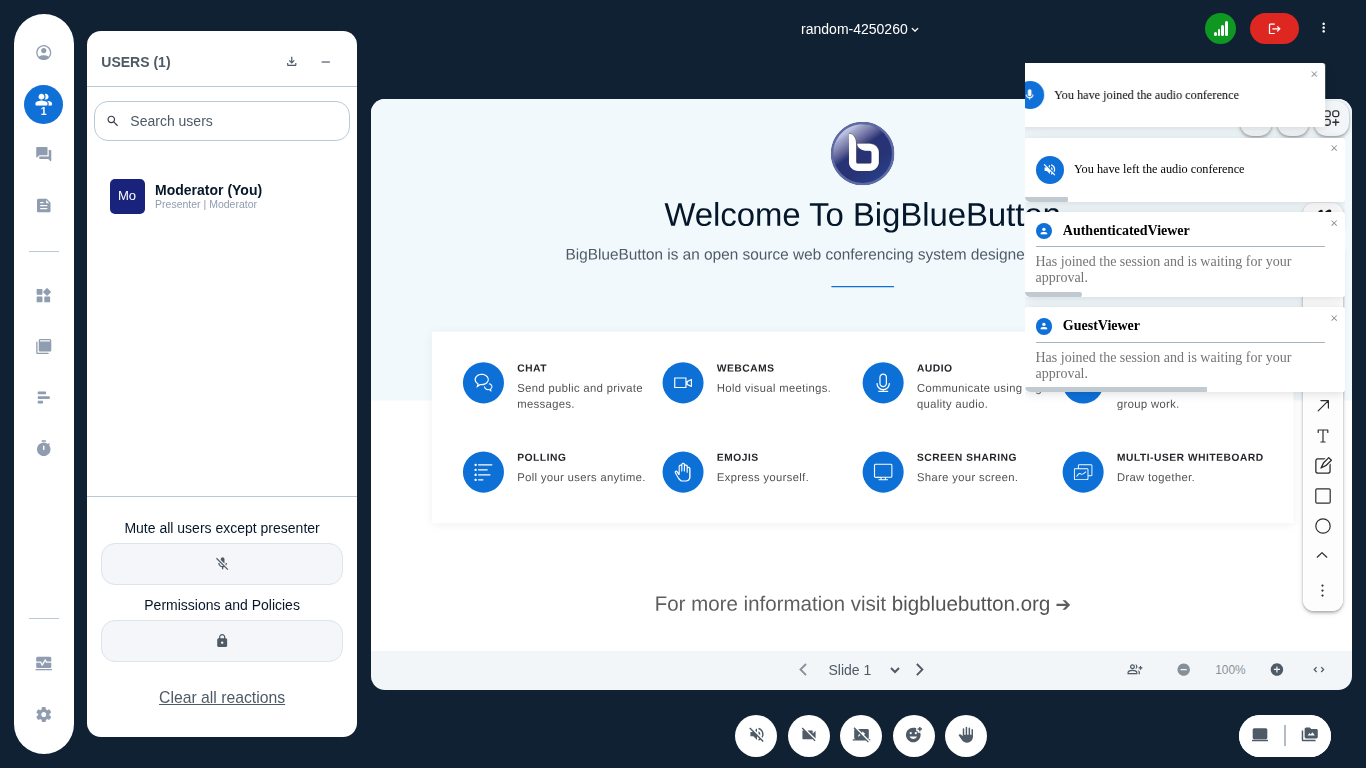 random-4250260
1
USERS (1)
Search users
Mo
Moderator (You)
Presenter | Moderator
Mute all users except presenter
Permissions and Policies
Clear all reactions
You have joined the audio conference
You have left the audio conference
AuthenticatedViewer
Has joined the session and is waiting for your
approval.
GuestViewer
Has joined the session and is waiting for your
approval.
Welcome To BigBlueButton
BigBlueButton is an open source web conferencing system designe
CHAT
Send public and private
messages.
WEBCAMS
Hold visual meetings.
AUDIO
Communicate using
quality audio.
group work.
POLLING
Poll your users anytime.
EMOJIS
Express yourself.
SCREEN SHARING
Share your screen.
MULTI-USER WHITEBOARD
Draw together.
For more information visit bigbluebutton.org ➔
Slide 1
100%